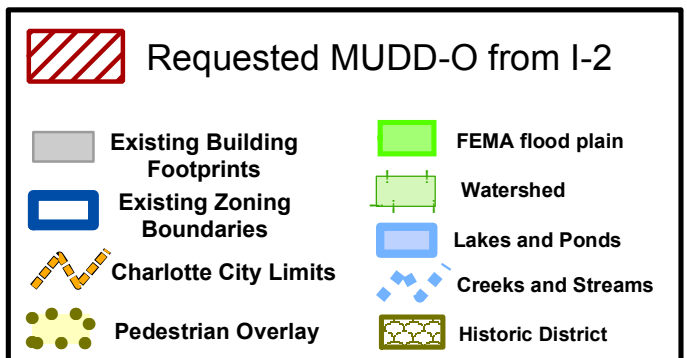 Requested MUDD-O from I-2
Existing Building
Footprints
Existing Zoning
Boundaries
Charlotte City Limits
Pedestrian Overlay
FEMA flood plain
Watershed
Lakes and Ponds
Creeks and Streams
Historic District